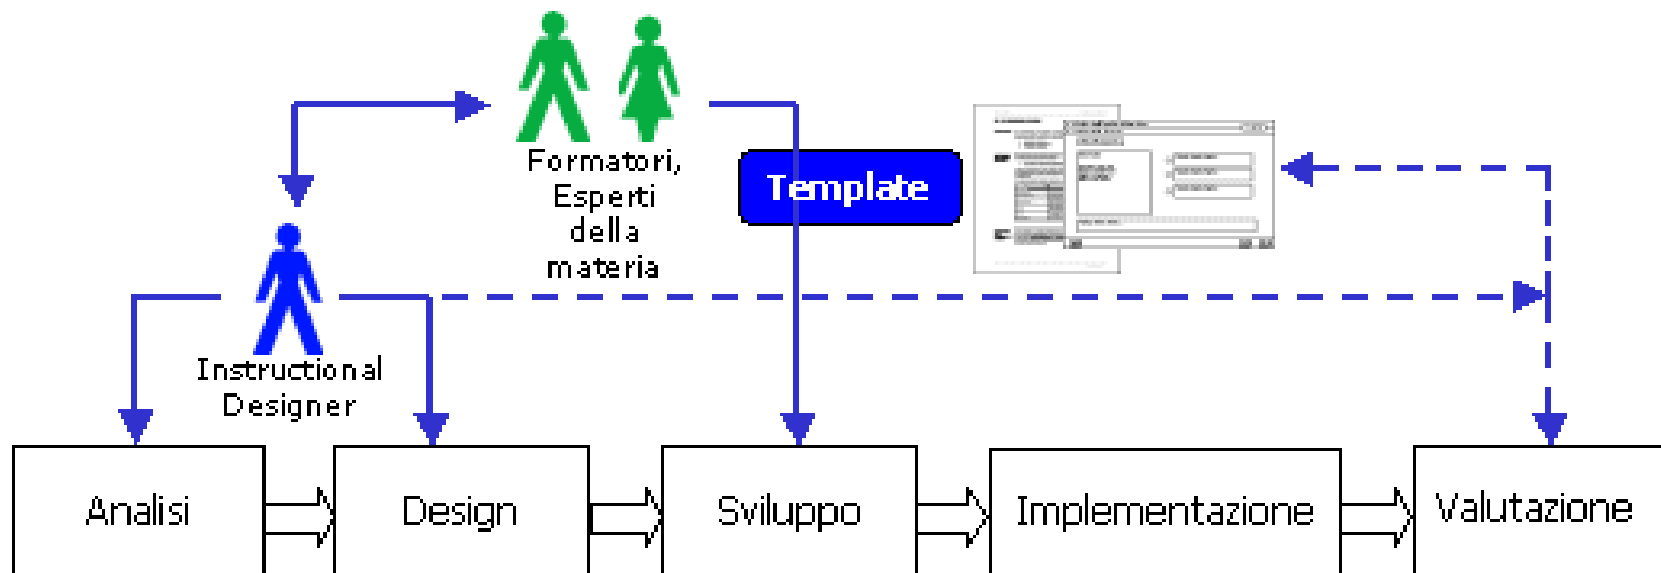 Formatori,
Esperti
della
materia
Template
Instructional
Designer
Analisi
Design
Sviluppo
Implementazione
Valutazione